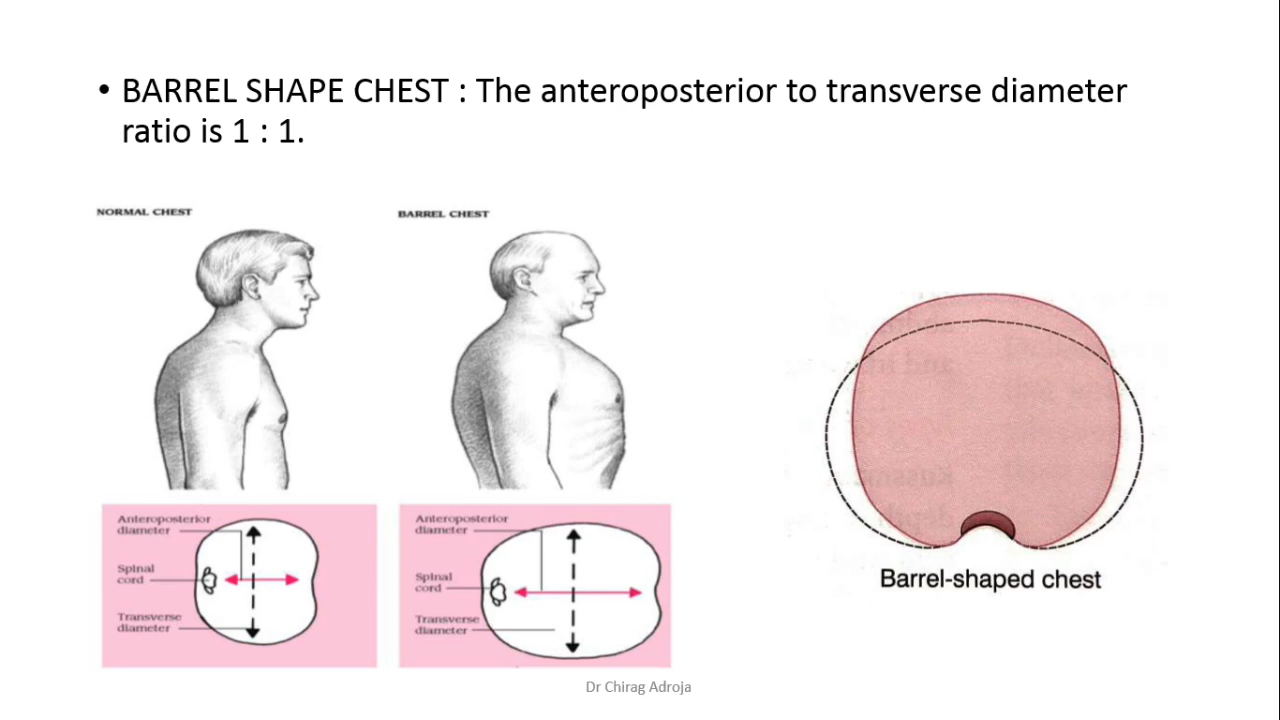 • BARREL SHAPE CHEST : The anteroposterior to transverse diameter
ratio is 1 : 1.
NORMAL CHEST
BARREL CHEST
Anteroposterior
diameter
Spinal
cord
Transverse
diameter
Anteroposterior
diameter
Spinal
cord
Transverse
diameter
Barrel-shaped chest
Dr Chirag Adroja